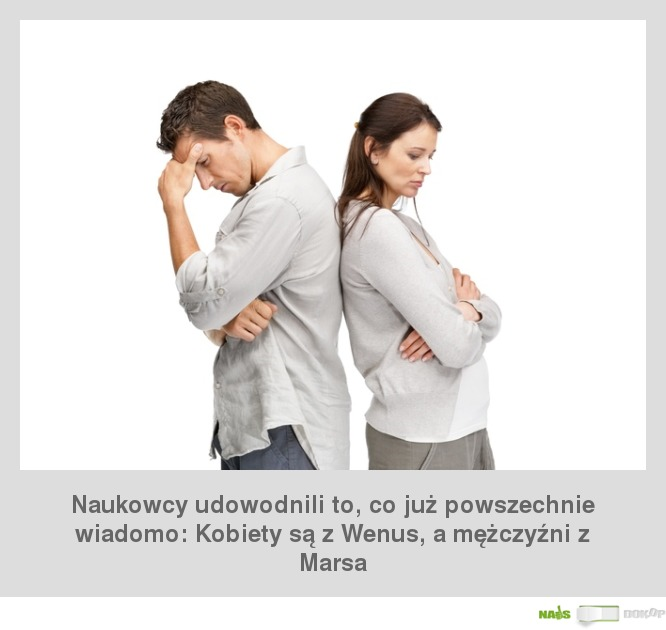 Naukowcy udowodnili to, co już powszechnie
wiadomo: Kobiety są z Wenus, a mężczyźni z
Marsa